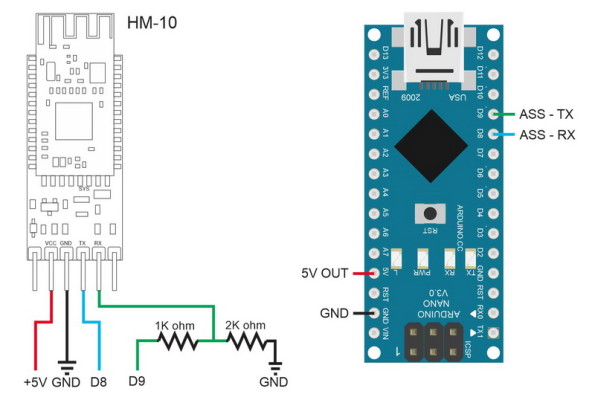 HM-10
SYS
VCC GND TX RX
1K ohm
2K ohm
+5V GND D8 D9 GND
D13
3V3
REF
A0
A1
A2
A3
A4
A5
A6
A7
5V
RST
GND
VIN
D12
D11
D10
D9
D8
D7
D6
D5
D4
D3
D2
GND
RST
RX0
TX1
2009
USA
RST
ARDUINO.CC
L PWR RX TX
ARDUINO
NANO
V3.0
ICSP
1
ASS - TX
ASS - RX
5V OUT
GND